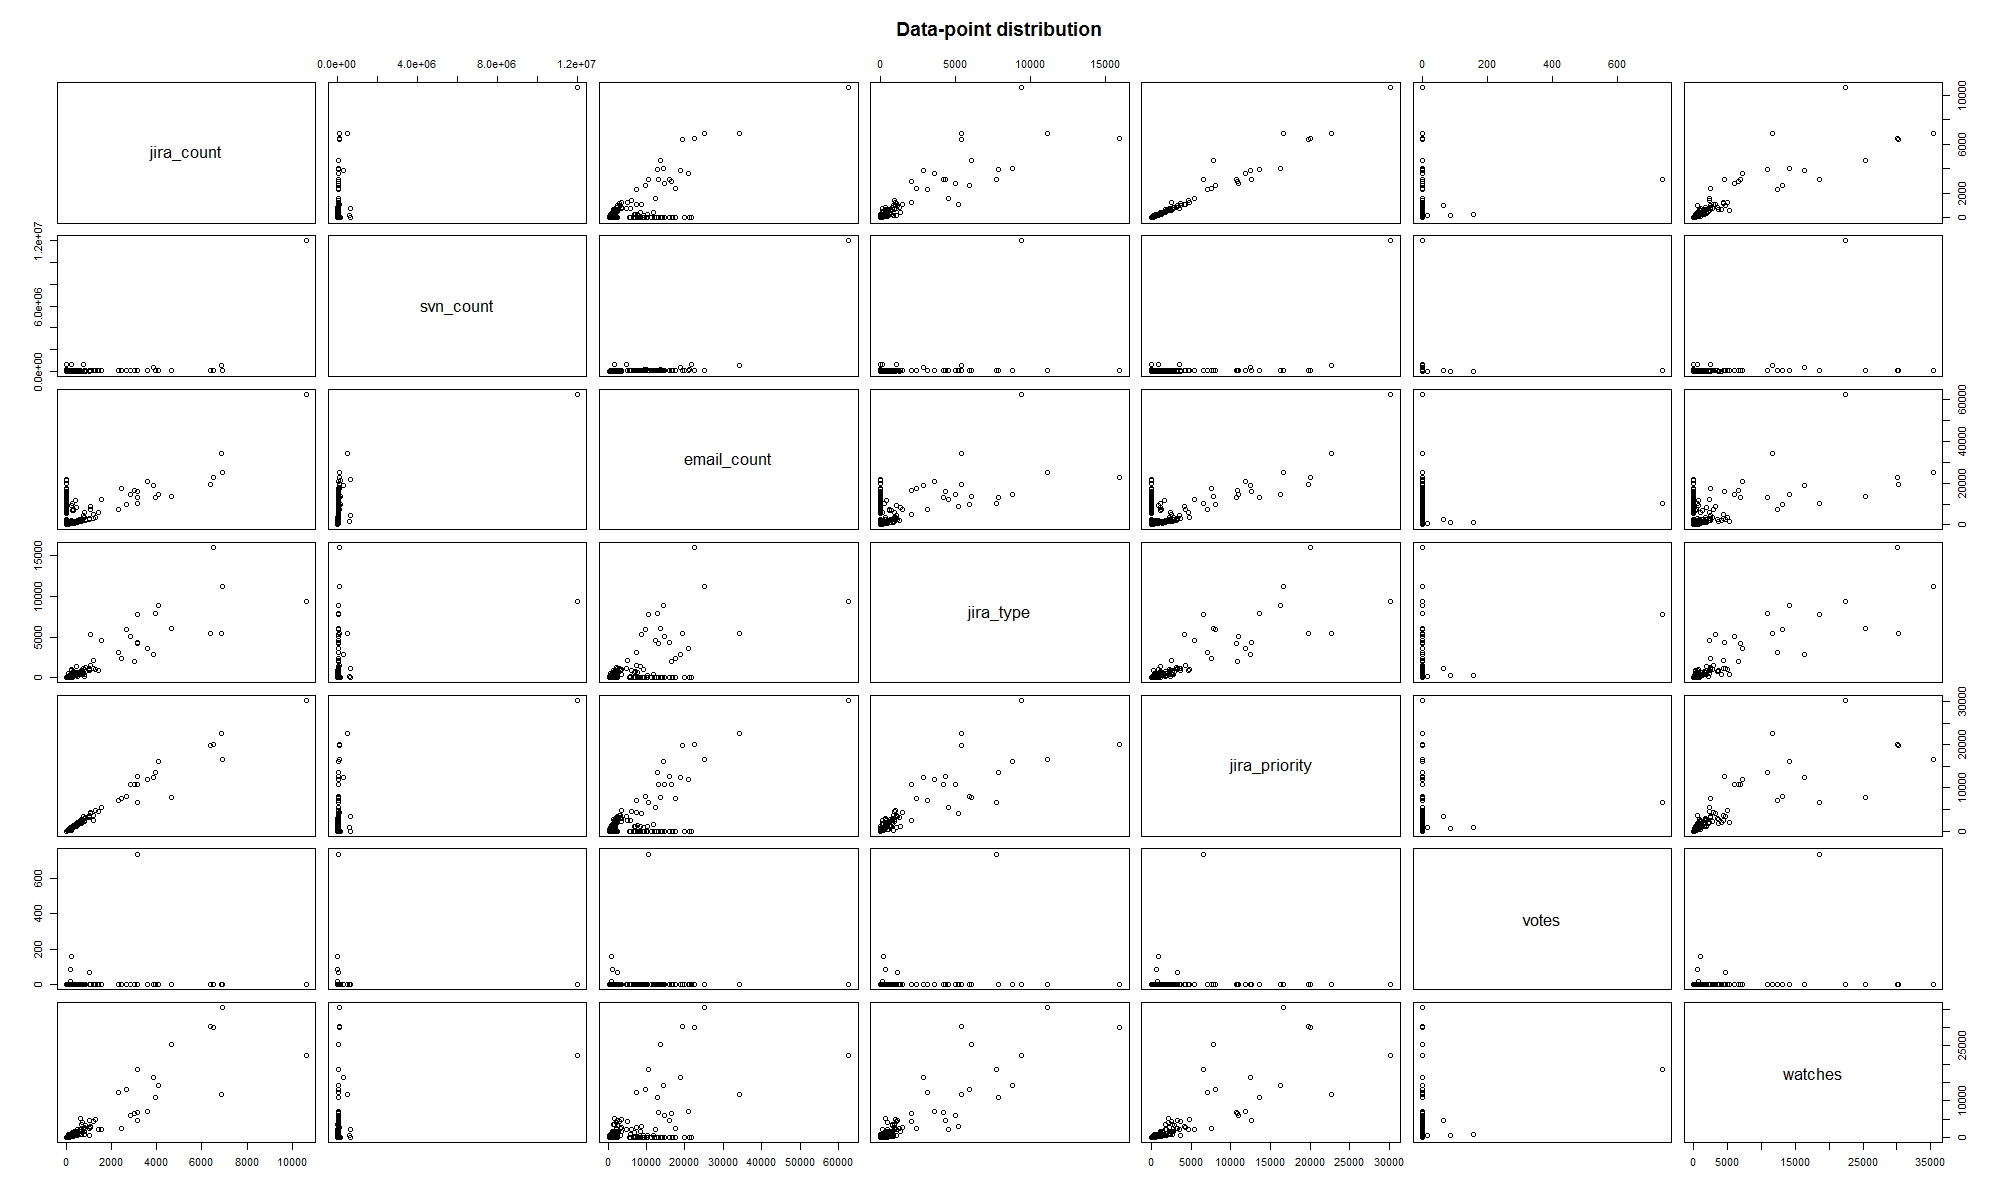 Data-point distribution
0.0e+00 4.0e+06 8.0e+06 1.2e+07
0 5000 10000 15000
0 200 400 600
jira_count
0 2000 6000 10000
svn_count
0.0e+00 6.0e+06 1.2e+07
email_count
0 20000 40000 60000
jira_type
0 5000 10000 15000
jira_priority
0 10000 20000 30000
votes
0 200 400 600
watches
0 10000 25000
0 2000 4000 6000 8000 10000
0 10000 20000 30000 40000 50000 60000
0 5000 10000 15000 20000 25000 30000
0 5000 15000 25000 35000